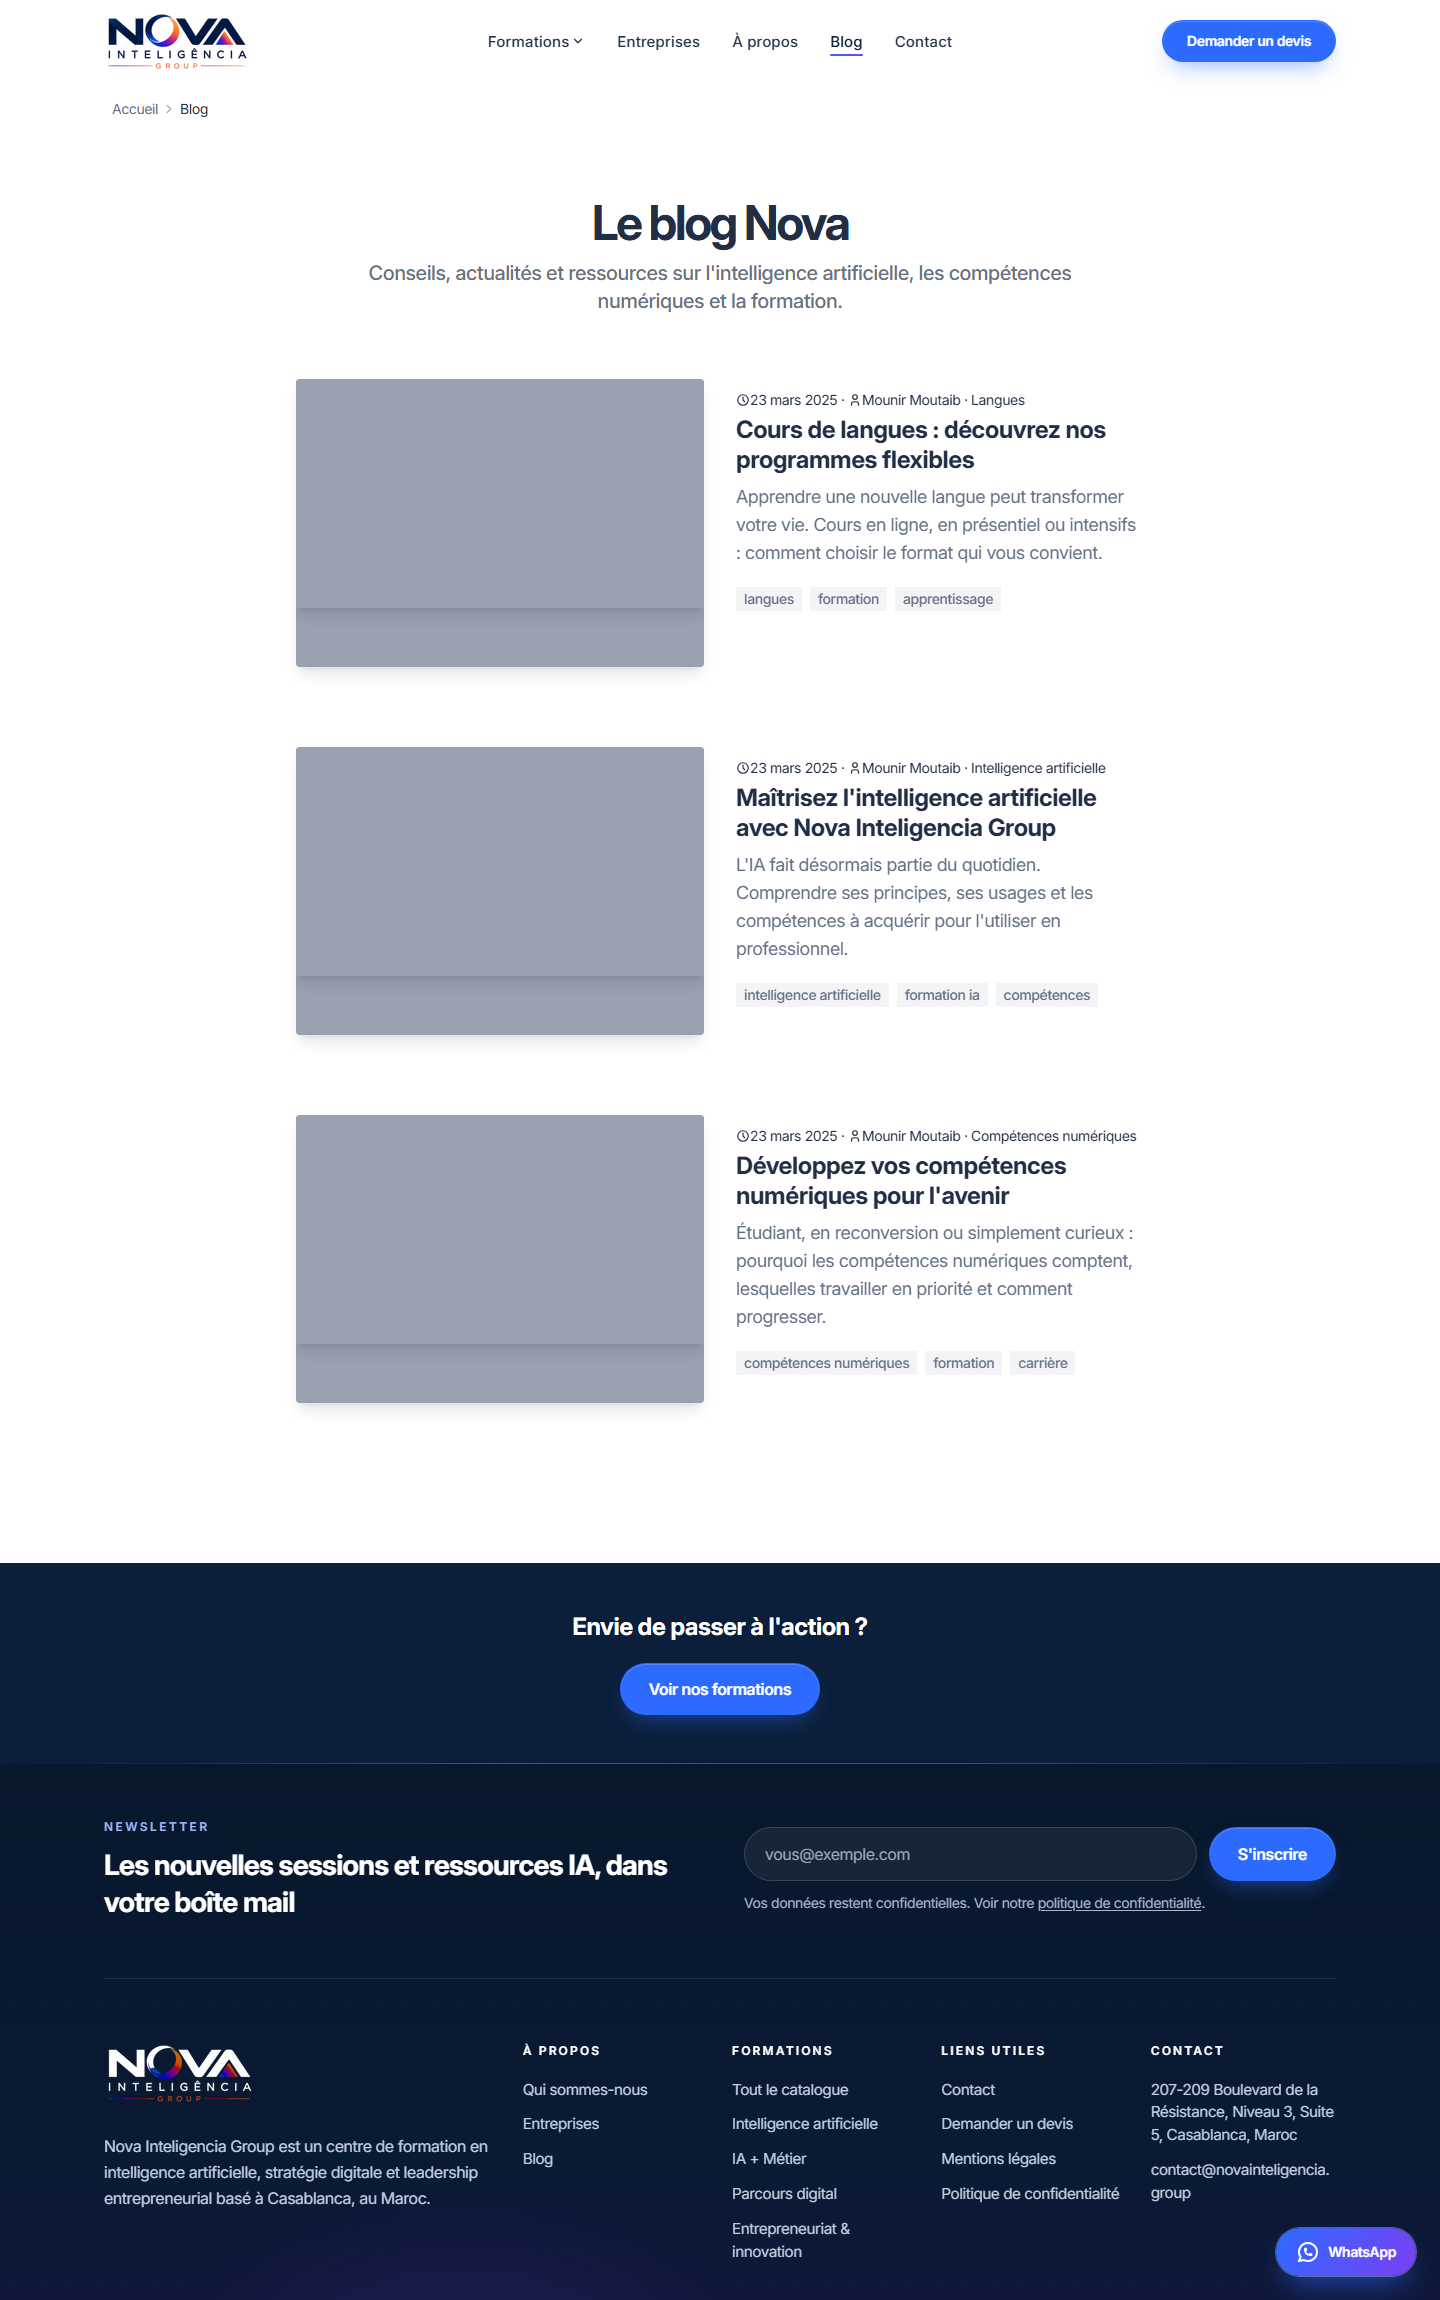 NOVA
INTELIGÊNCIA
GROUP
Formations
Entreprises
À propos
Blog
Contact
Demander un devis
Accueil
Blog
Le blog Nova
Conseils, actualités et ressources sur l'intelligence artificielle, les compétences
numériques et la formation.
23 mars 2025 · Mounir Moutaib · Langues
Cours de langues : découvrez nos
programmes flexibles
Apprendre une nouvelle langue peut transformer
votre vie. Cours en ligne, en présentiel ou intensifs
: comment choisir le format qui vous convient.
langues
formation
apprentissage
23 mars 2025 · Mounir Moutaib · Intelligence artificielle
Maîtrisez l'intelligence artificielle
avec Nova Inteligencia Group
L'IA fait désormais partie du quotidien.
Comprendre ses principes, ses usages et les
compétences à acquérir pour l'utiliser en
professionnel.
intelligence artificielle
formation ia
compétences
23 mars 2025 · Mounir Moutaib · Compétences numériques
Développez vos compétences
numériques pour l'avenir
Étudiant, en reconversion ou simplement curieux :
pourquoi les compétences numériques comptent,
lesquelles travailler en priorité et comment
progresser.
compétences numériques
formation
carrière
Envie de passer à l'action ?
Voir nos formations
NEWSLETTER
Les nouvelles sessions et ressources IA, dans
votre boîte mail
vous@exemple.com
S'inscrire
Vos données restent confidentielles. Voir notre politique de confidentialité.
NOVA
INTELIGÊNCIA
GROUP
Nova Inteligencia Group est un centre de formation en
intelligence artificielle, stratégie digitale et leadership
entrepreneurial basé à Casablanca, au Maroc.
À PROPOS
Qui sommes-nous
Entreprises
Blog
FORMATIONS
Tout le catalogue
Intelligence artificielle
IA + Métier
Parcours digital
Entrepreneuriat &
innovation
LIENS UTILES
Contact
Demander un devis
Mentions légales
Politique de confidentialité
CONTACT
207-209 Boulevard de la
Résistance, Niveau 3, Suite
5, Casablanca, Maroc
contact@novainteligencia.
group
WhatsApp